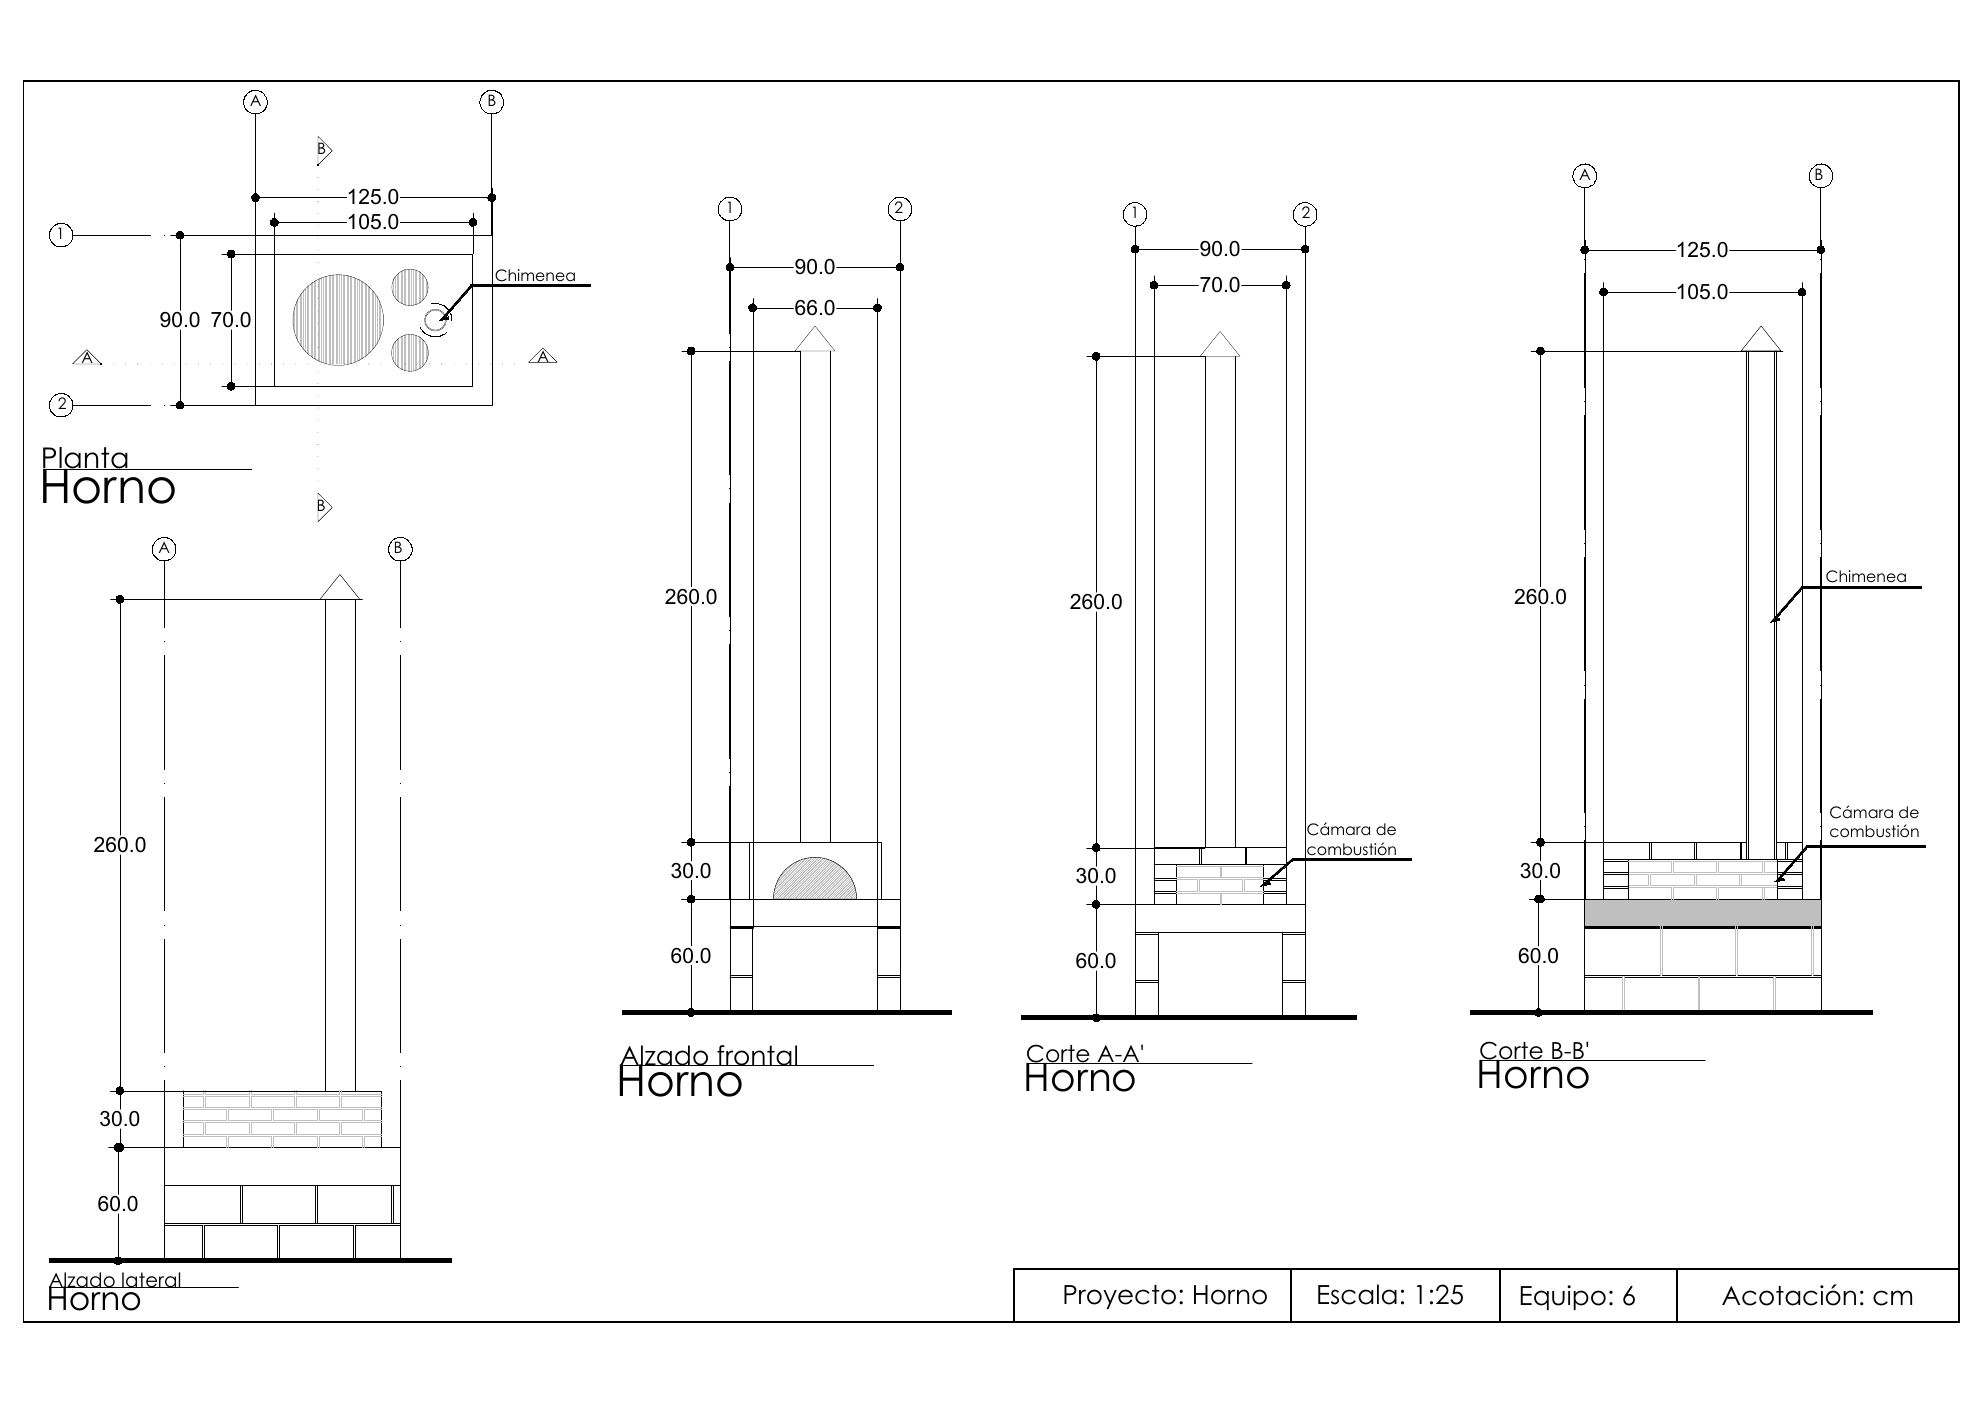 A
B
B
125.0
105.0
1
Chimenea
90.0
70.0
A
A
2
Planta
Horno
B
A
B
260.0
30.0
60.0
Alzado lateral
Horno
1
2
90.0
66.0
260.0
30.0
60.0
Alzado frontal
Horno
1
2
90.0
70.0
260.0
Cámara de
combustión
30.0
60.0
Corte A-A'
Horno
A
B
125.0
105.0
Chimenea
260.0
Cámara de
combustión
30.0
60.0
Corte B-B'
Horno
Proyecto: Horno
Escala: 1:25
Equipo: 6
Acotación: cm